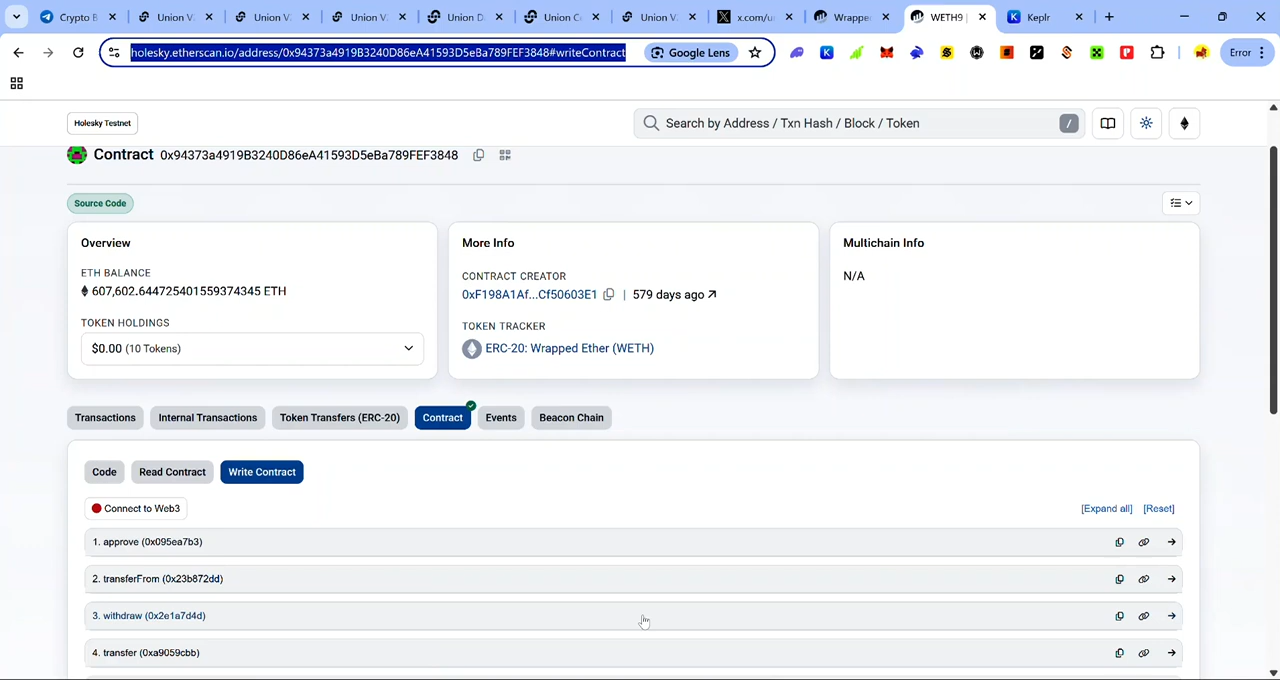 Crypto B
Union V
Union V
Union V
Union D
Union C
Union V
x.com/u
Wrappe
WETH9 |
Keplr
holesky.etherscan.io/address/0x94373a4919B3240D86eA41593D5eBa789FEF3848#writeContract
Google Lens
Error
Holesky Testnet
Search by Address / Txn Hash / Block / Token
/
Contract 0x94373a4919B3240D86eA41593D5eBa789FEF3848
Source Code
Overview
ETH BALANCE
607,602.644725401559374345 ETH
TOKEN HOLDINGS
$0.00 (10 Tokens)
More Info
CONTRACT CREATOR
0xF198A1Af...Cf50603E1 | 579 days ago
TOKEN TRACKER
ERC-20: Wrapped Ether (WETH)
Multichain Info
N/A
Transactions
Internal Transactions
Token Transfers (ERC-20)
Contract
Events
Beacon Chain
Code
Read Contract
Write Contract
Connect to Web3
[Expand all] [Reset]
1. approve (0x095ea7b3)
2. transferFrom (0x23b872dd)
3. withdraw (0x2e1a7d4d)
4. transfer (0xa9059cbb)